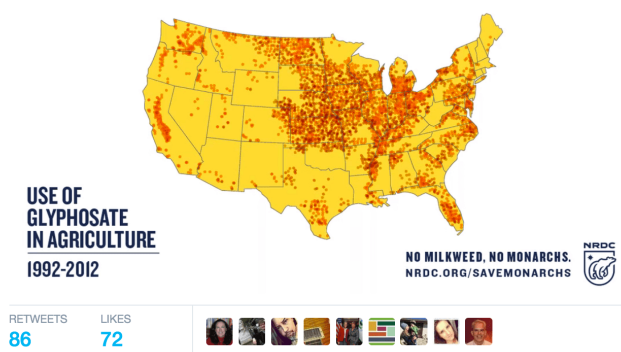 USE OF
GLYPHOSATE
IN AGRICULTURE
1992-2012
NO MILKWEED, NO MONARCHS.
NRDC.ORG/SAVEMONARCHS
NRDC
RETWEETS
86
LIKES
72